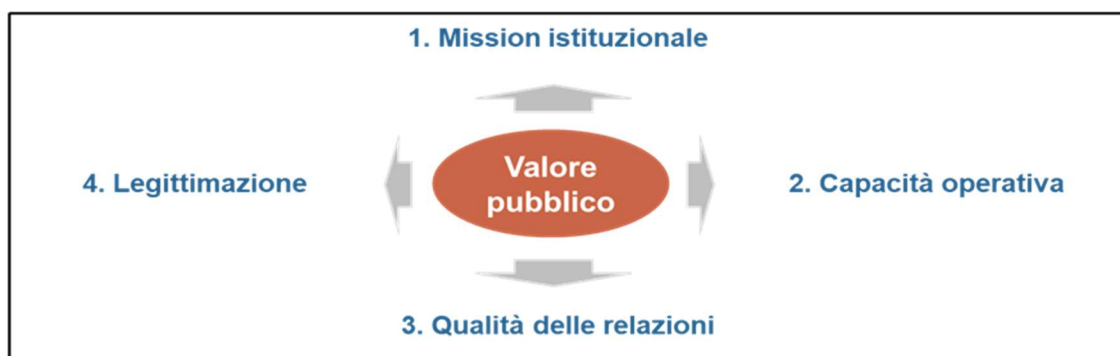 1. Mission istituzionale
4. Legittimazione
Valore
pubblico
2. Capacità operativa
3. Qualità delle relazioni